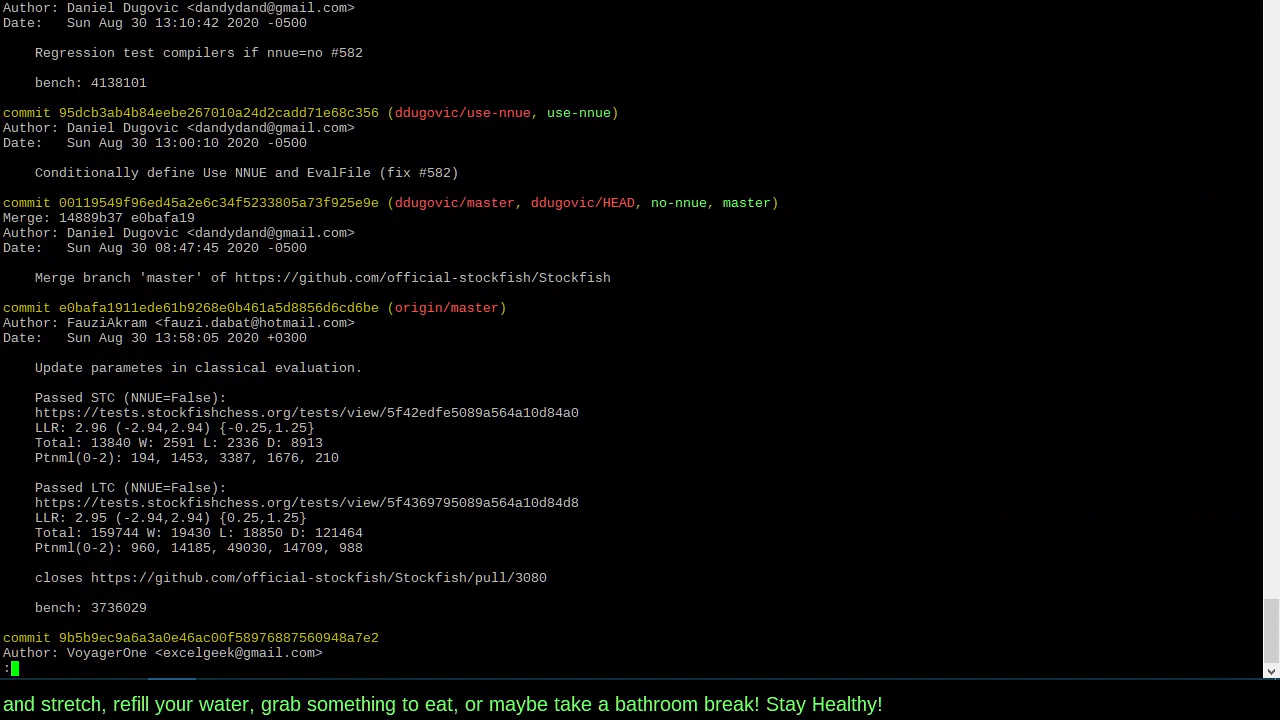 Author: Daniel Dugovic <dandydand@gmail.com>
Date:   Sun Aug 30 13:10:42 2020 -0500
    Regression test compilers if nnue=no #582
    bench: 4138101
commit 95dcb3ab4b84eebe267010a24d2cadd71e68c356 (ddugovic/use-nnue, use-nnue)
Author: Daniel Dugovic <dandydand@gmail.com>
Date:   Sun Aug 30 13:00:10 2020 -0500
    Conditionally define Use NNUE and EvalFile (fix #582)
commit 00119549f96ed45a2e6c34f5233805a73f925e9e (ddugovic/master, ddugovic/HEAD, no-nnue, master)
Merge: 14889b37 e0bafa19
Author: Daniel Dugovic <dandydand@gmail.com>
Date:   Sun Aug 30 08:47:45 2020 -0500
    Merge branch 'master' of https://github.com/official-stockfish/Stockfish
commit e0bafa1911ede61b9268e0b461a5d8856d6cd6be (origin/master)
Author: FauziAkram <fauzi.dabat@hotmail.com>
Date:   Sun Aug 30 13:58:05 2020 +0300
    Update parametes in classical evaluation.
    Passed STC (NNUE=False):
    https://tests.stockfishchess.org/tests/view/5f42edfe5089a564a10d84a0
    LLR: 2.96 (-2.94,2.94) {-0.25,1.25}
    Total: 13840 W: 2591 L: 2336 D: 8913
    Ptnml(0-2): 194, 1453, 3387, 1676, 210
    Passed LTC (NNUE=False):
    https://tests.stockfishchess.org/tests/view/5f4369795089a564a10d84d8
    LLR: 2.95 (-2.94,2.94) {0.25,1.25}
    Total: 159744 W: 19430 L: 18850 D: 121464
    Ptnml(0-2): 960, 14185, 49030, 14709, 988
    closes https://github.com/official-stockfish/Stockfish/pull/3080
    bench: 3736029
commit 9b5b9ec9a6a3a0e46ac00f58976887560948a7e2
Author: VoyagerOne <excelgeek@gmail.com>
:
and stretch, refill your water, grab something to eat, or maybe take a bathroom break! Stay Healthy!